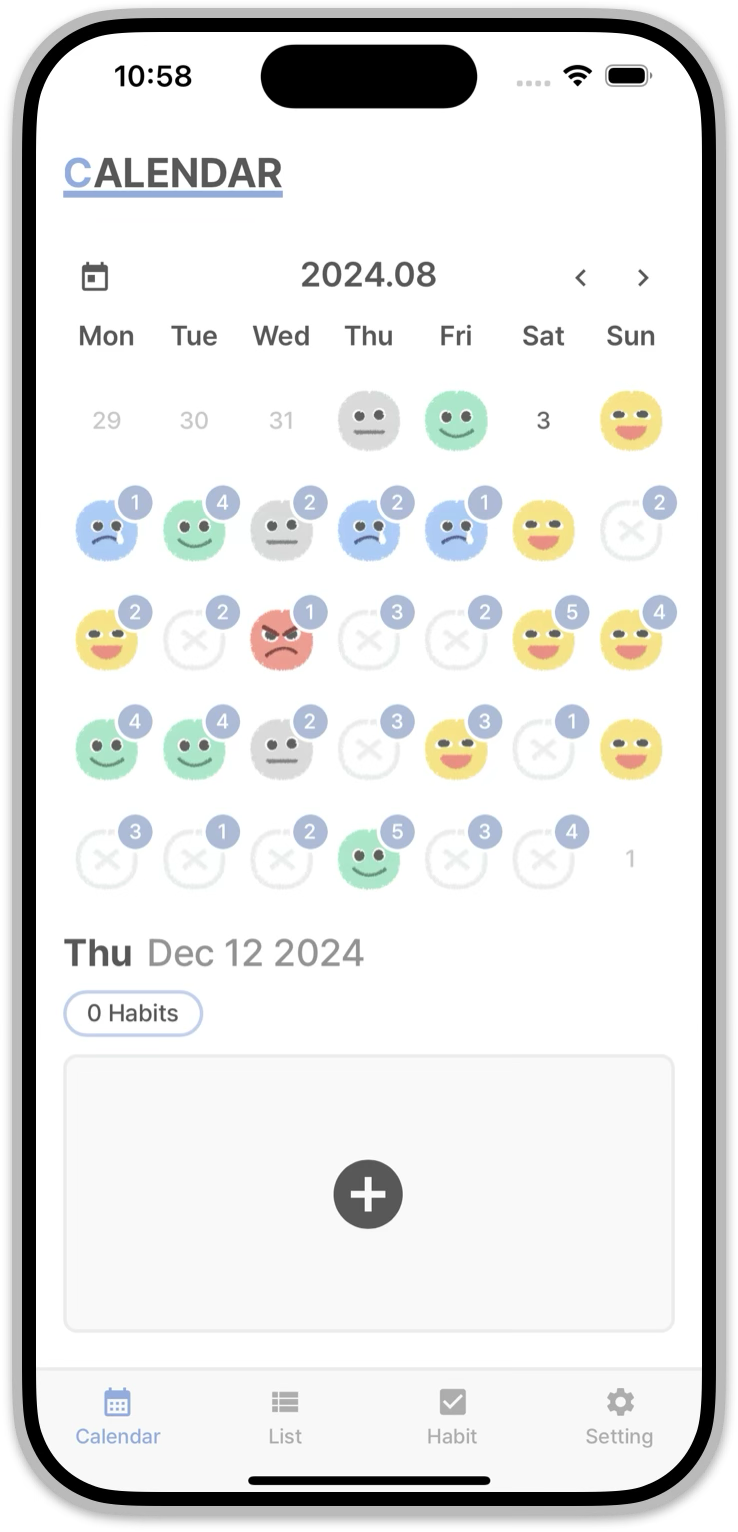 10:58
CALENDAR
2024.08
Mon Tue Wed Thu Fri Sat Sun
29 30 31 3
1 4 2 2 1 2
2 2 1 3 2 5 4
4 4 2 3 3 1
3 1 2 5 3 4 1
Thu Dec 12 2024
0 Habits
Calendar List Habit Setting